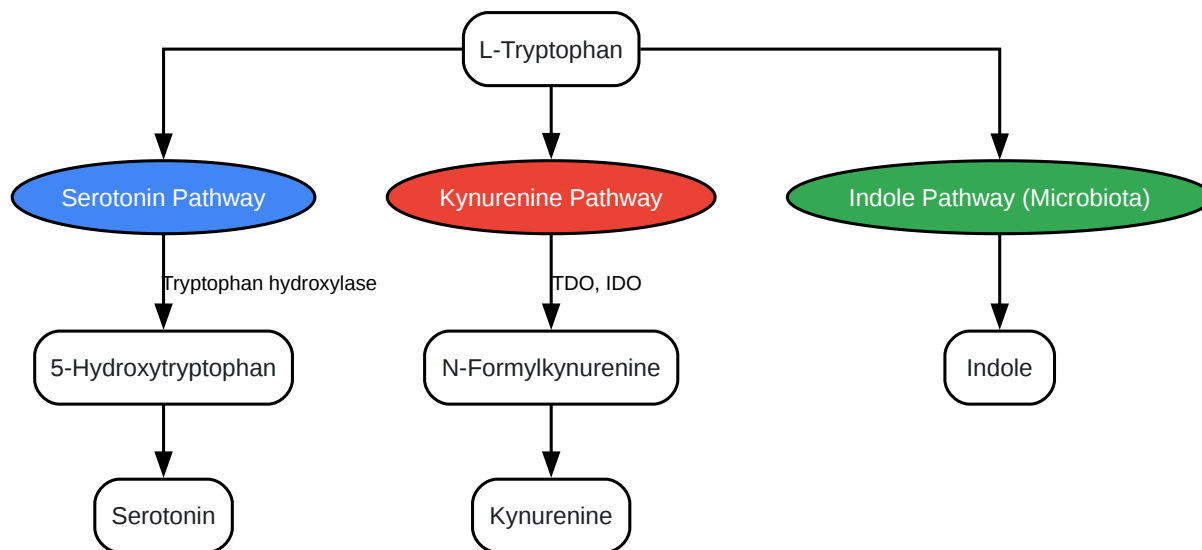 L-Tryptophan
Serotonin Pathway
Kynurenine Pathway
Indole Pathway (Microbiota)
Tryptophan hydroxylase
TDO, IDO
5-Hydroxytryptophan
N-Formylkynurenine
Indole
Serotonin
Kynurenine